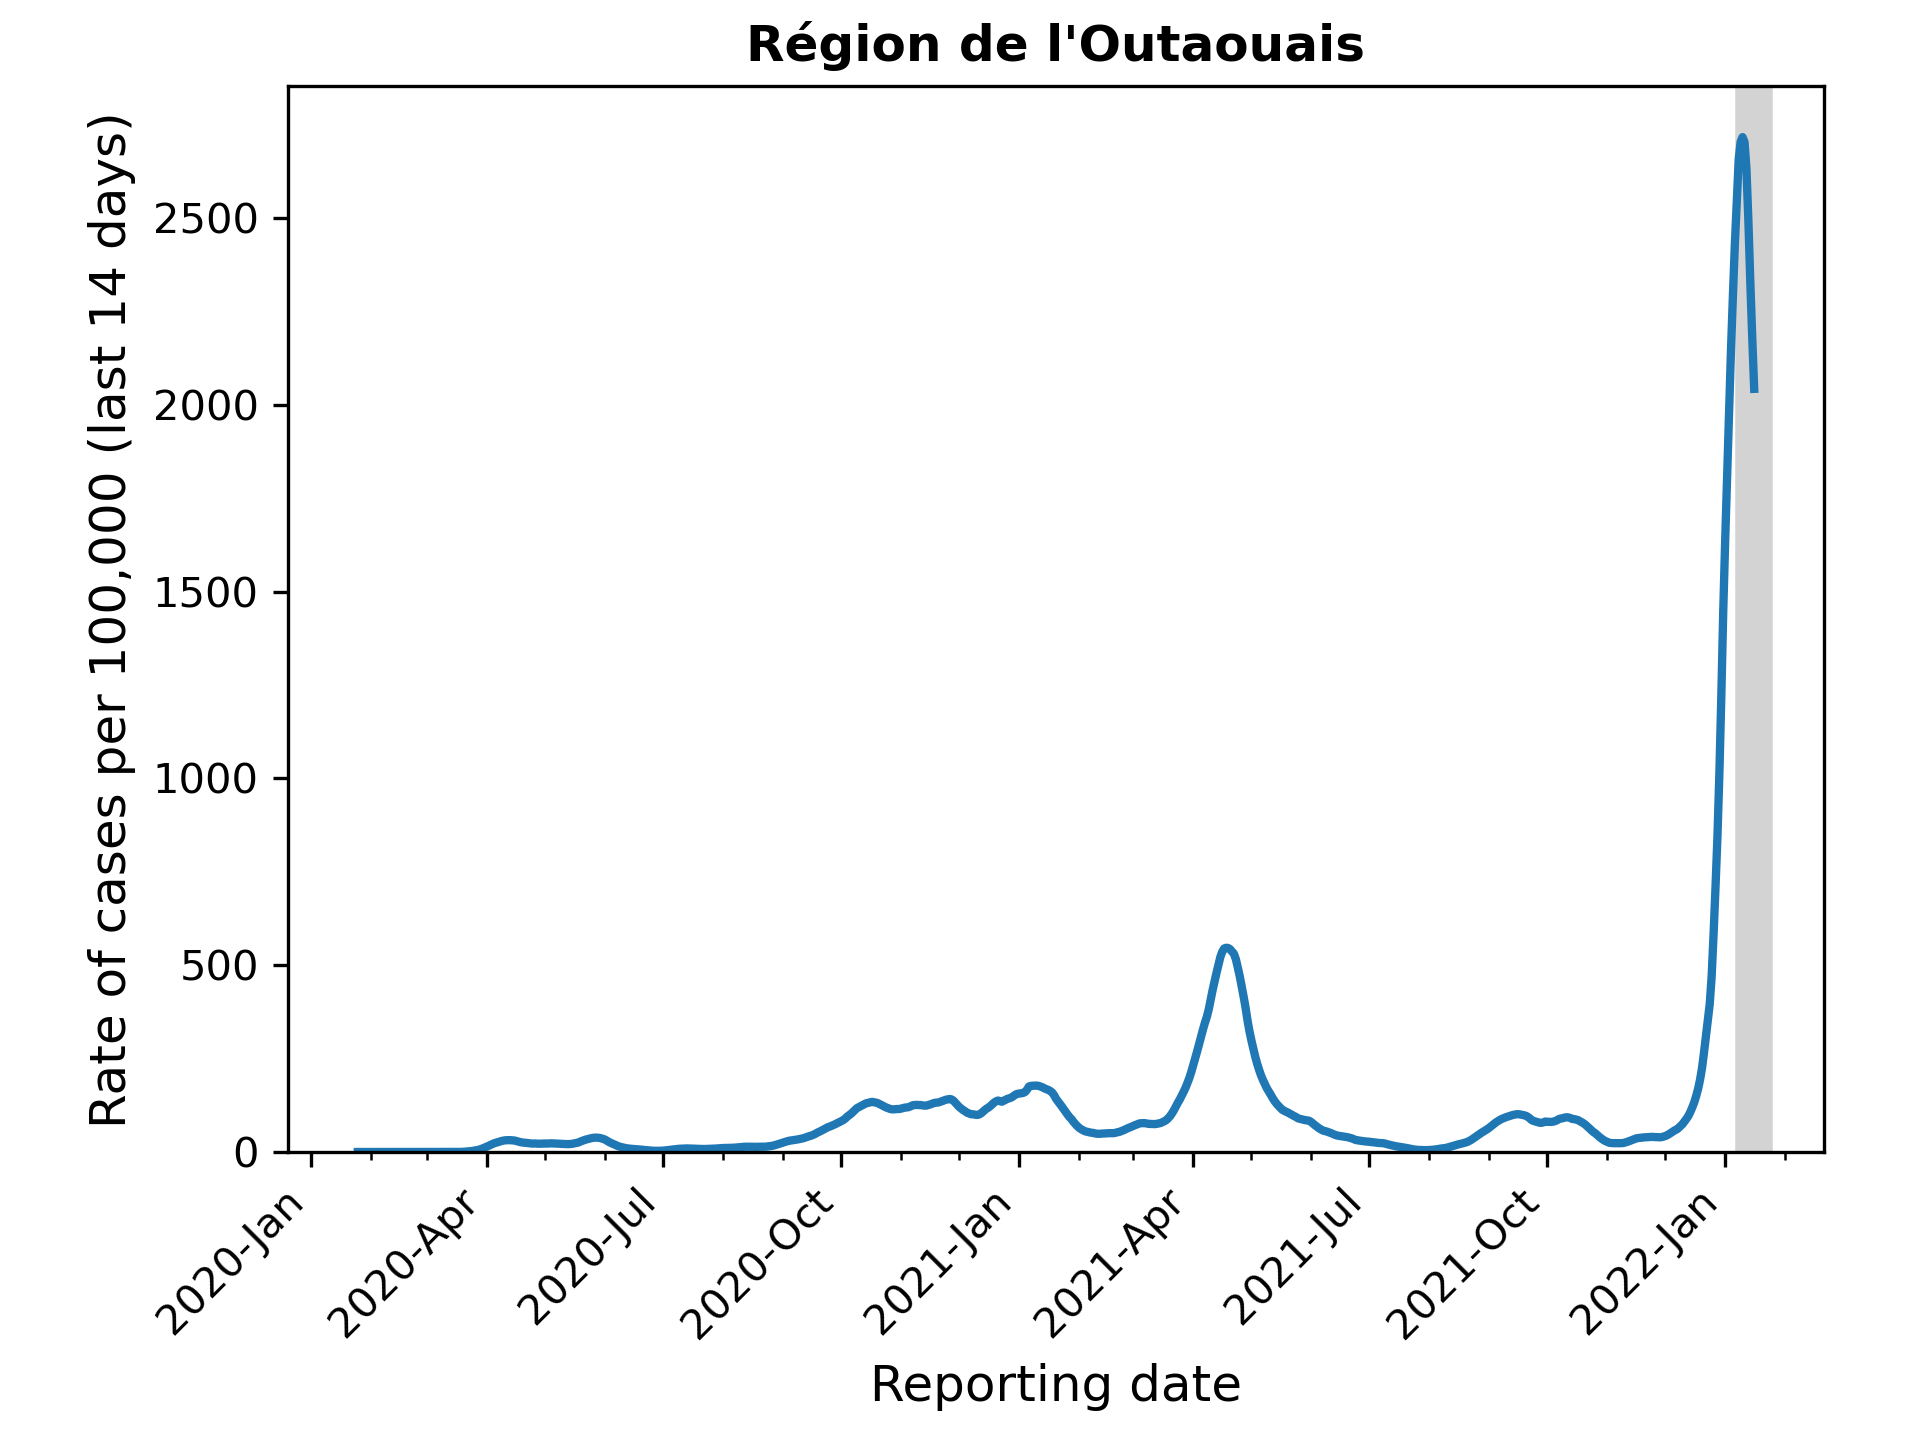 Région de l'Outaouais
Rate of cases per 100,000 (last 14 days)
2500
2000
1500
1000
500
0
2020-Jan
2020-Apr
2020-Jul
2020-Oct
2021-Jan
2021-Apr
2021-Jul
2021-Oct
2022-Jan
Reporting date